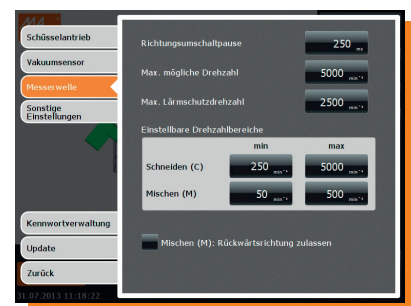 Schüsselantrieb
Vakuumsensor
Messerwelle
Sonstige
Einstellungen
Kennwortverwaltung
Update
Zurück
31.07.2013 11:18:22
Richtungsumschaltpause 250 ms
Max. mögliche Drehzahl 5000 min⁻¹
Max. Lärmschutzdrehzahl 2500 min⁻¹
Einstellbare Drehzahlbereiche
min max
Schneiden (C) 250 min⁻¹ 5000 min⁻¹
Mischen (M) 50 min⁻¹ 500 min⁻¹
Mischen (M): Rückwärtsrichtung zulassen